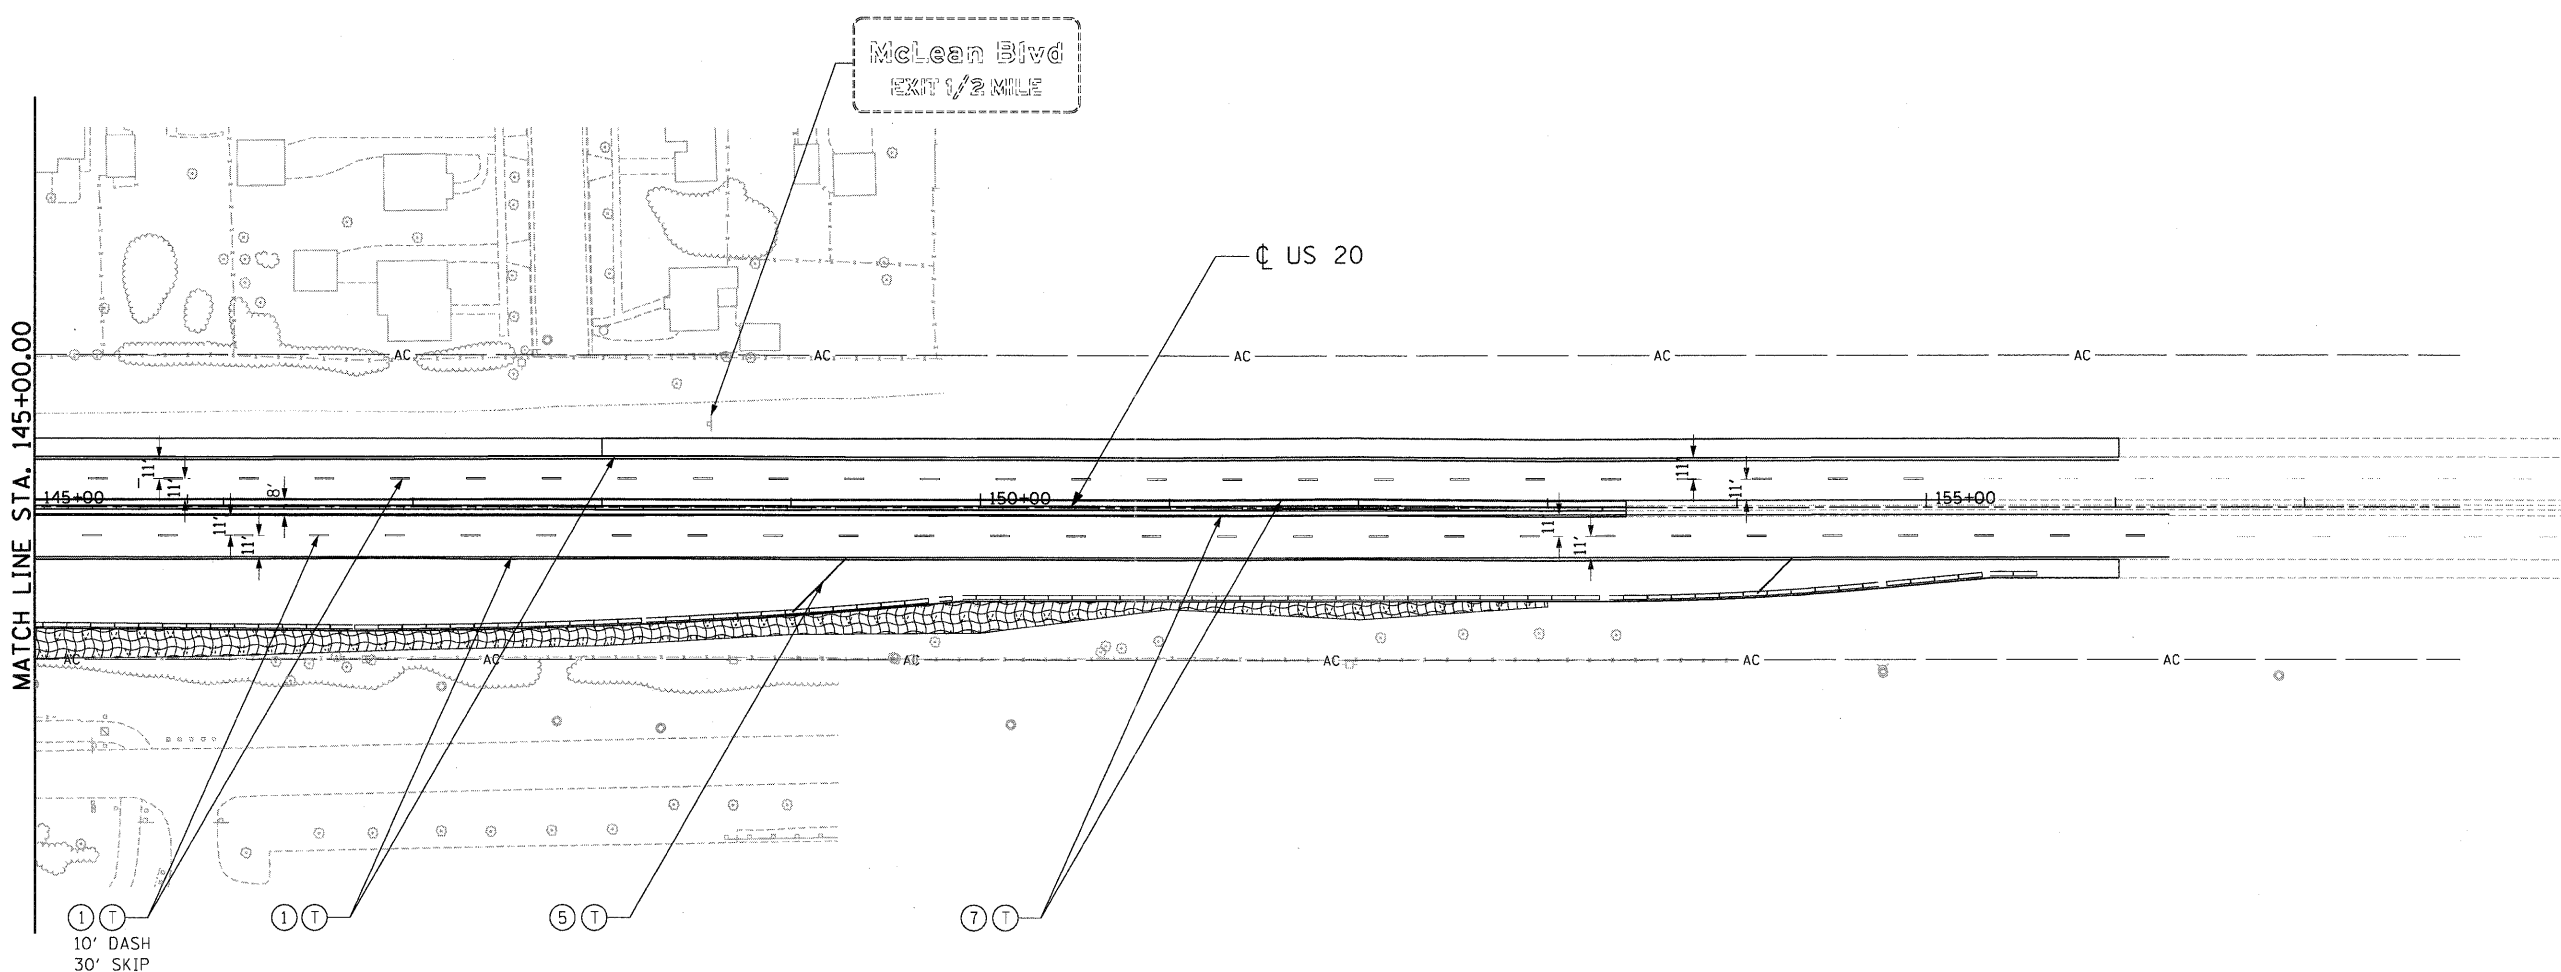 McLean Blvd
EXIT 1/2 MILE
℄ US 20
MATCH LINE STA. 145+00.00
AC
AC
AC
AC
AC
11'
11'
8'
11'
11'
145+00
150+00
155+00
11'
11'
11'
11'
AC
AC
AC
AC
AC
AC
1 T
10' DASH
30' SKIP
1 T
5 T
7 T